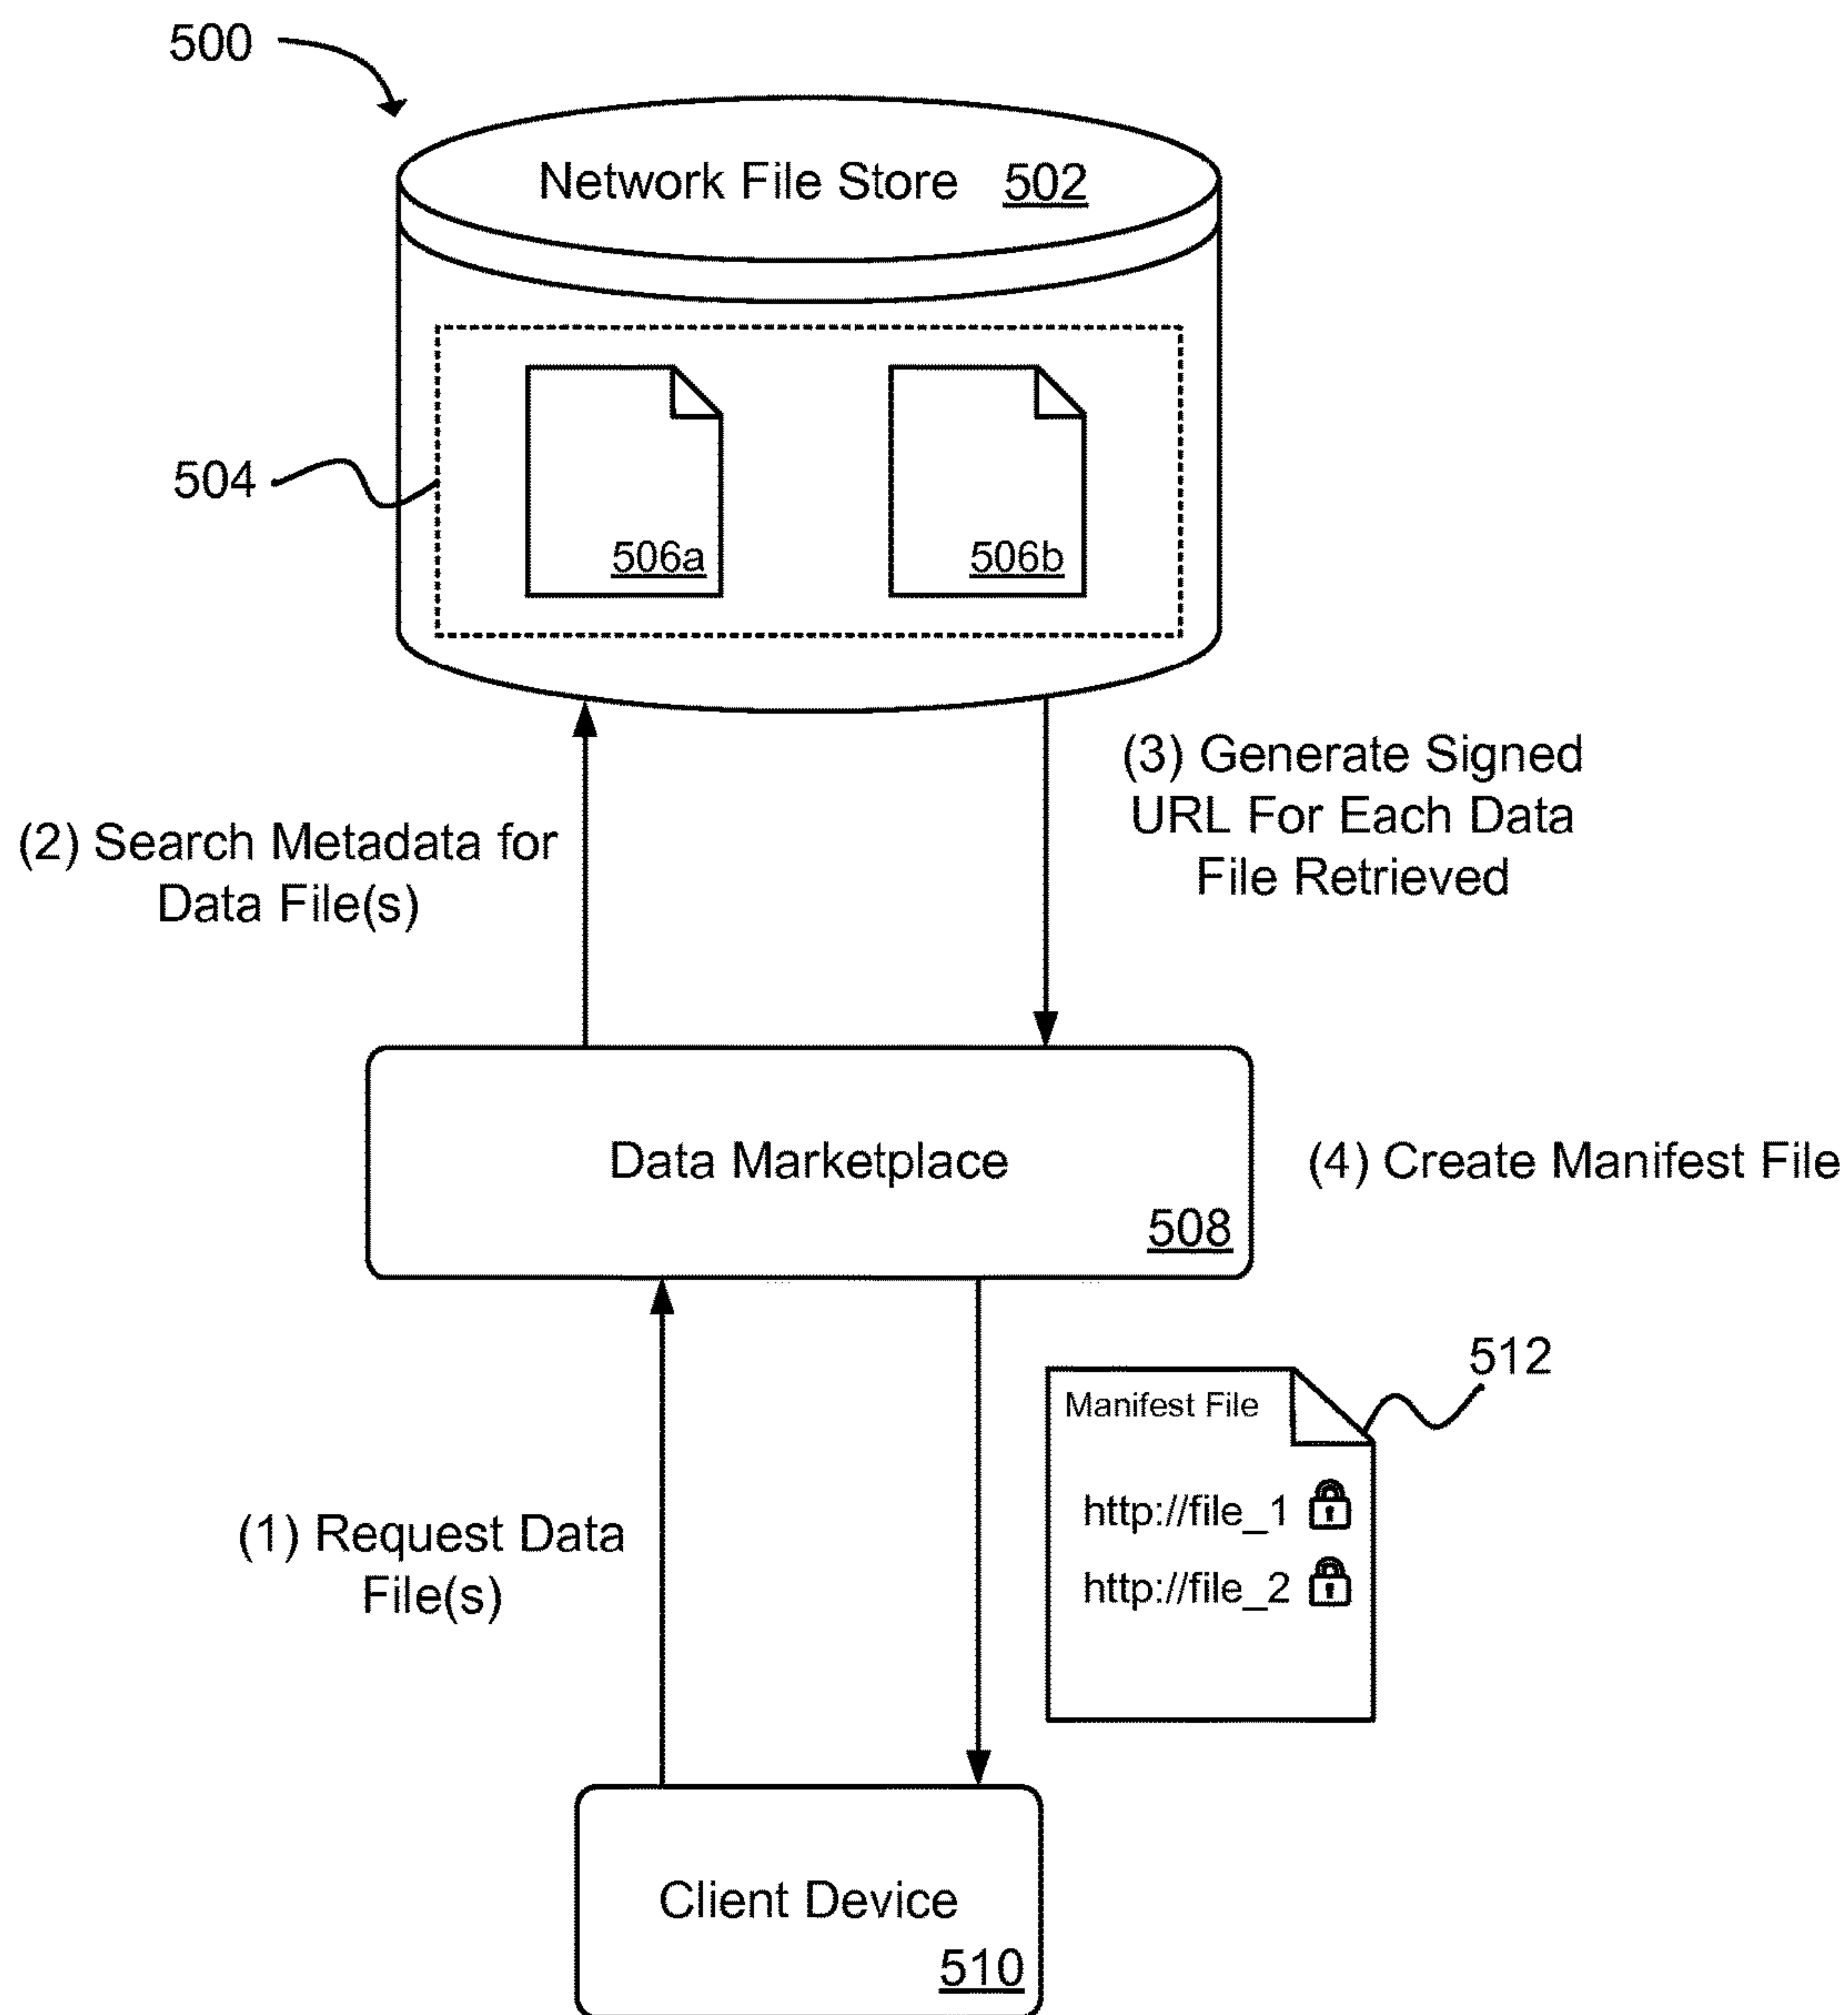 500
Network File Store 502
504
506a
506b
(3) Generate Signed
URL For Each Data
File Retrieved
(2) Search Metadata for
Data File(s)
Data Marketplace
508
(4) Create Manifest File
512
Manifest File
http://file_1
http://file_2
(1) Request Data
File(s)
Client Device
510